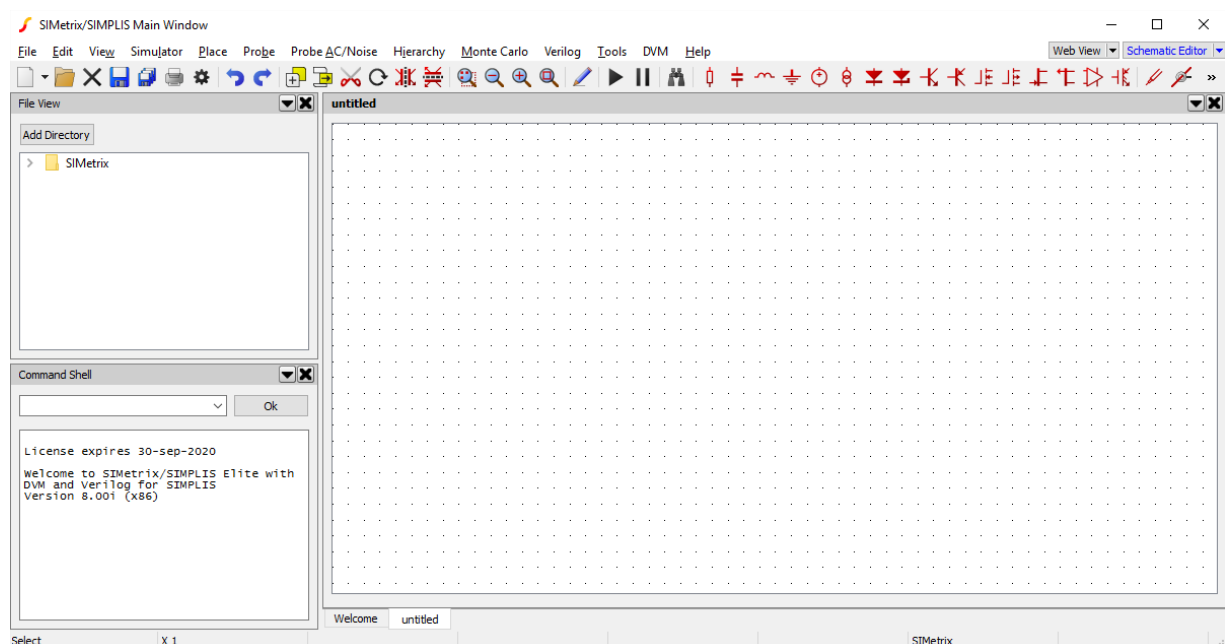 SIMetrix/SIMPLIS Main Window
File Edit View Simulator Place Probe Probe AC/Noise Hierarchy Monte Carlo Verilog Tools DVM Help
Web View Schematic Editor
File View
untitled
Add Directory
SIMetrix
Command Shell
Ok
License expires 30-sep-2020
Welcome to SIMetrix/SIMPLIS Elite with
DVM and Verilog for SIMPLIS
Version 8.00i (x86)
Welcome untitled
Select X 1 SIMetrix